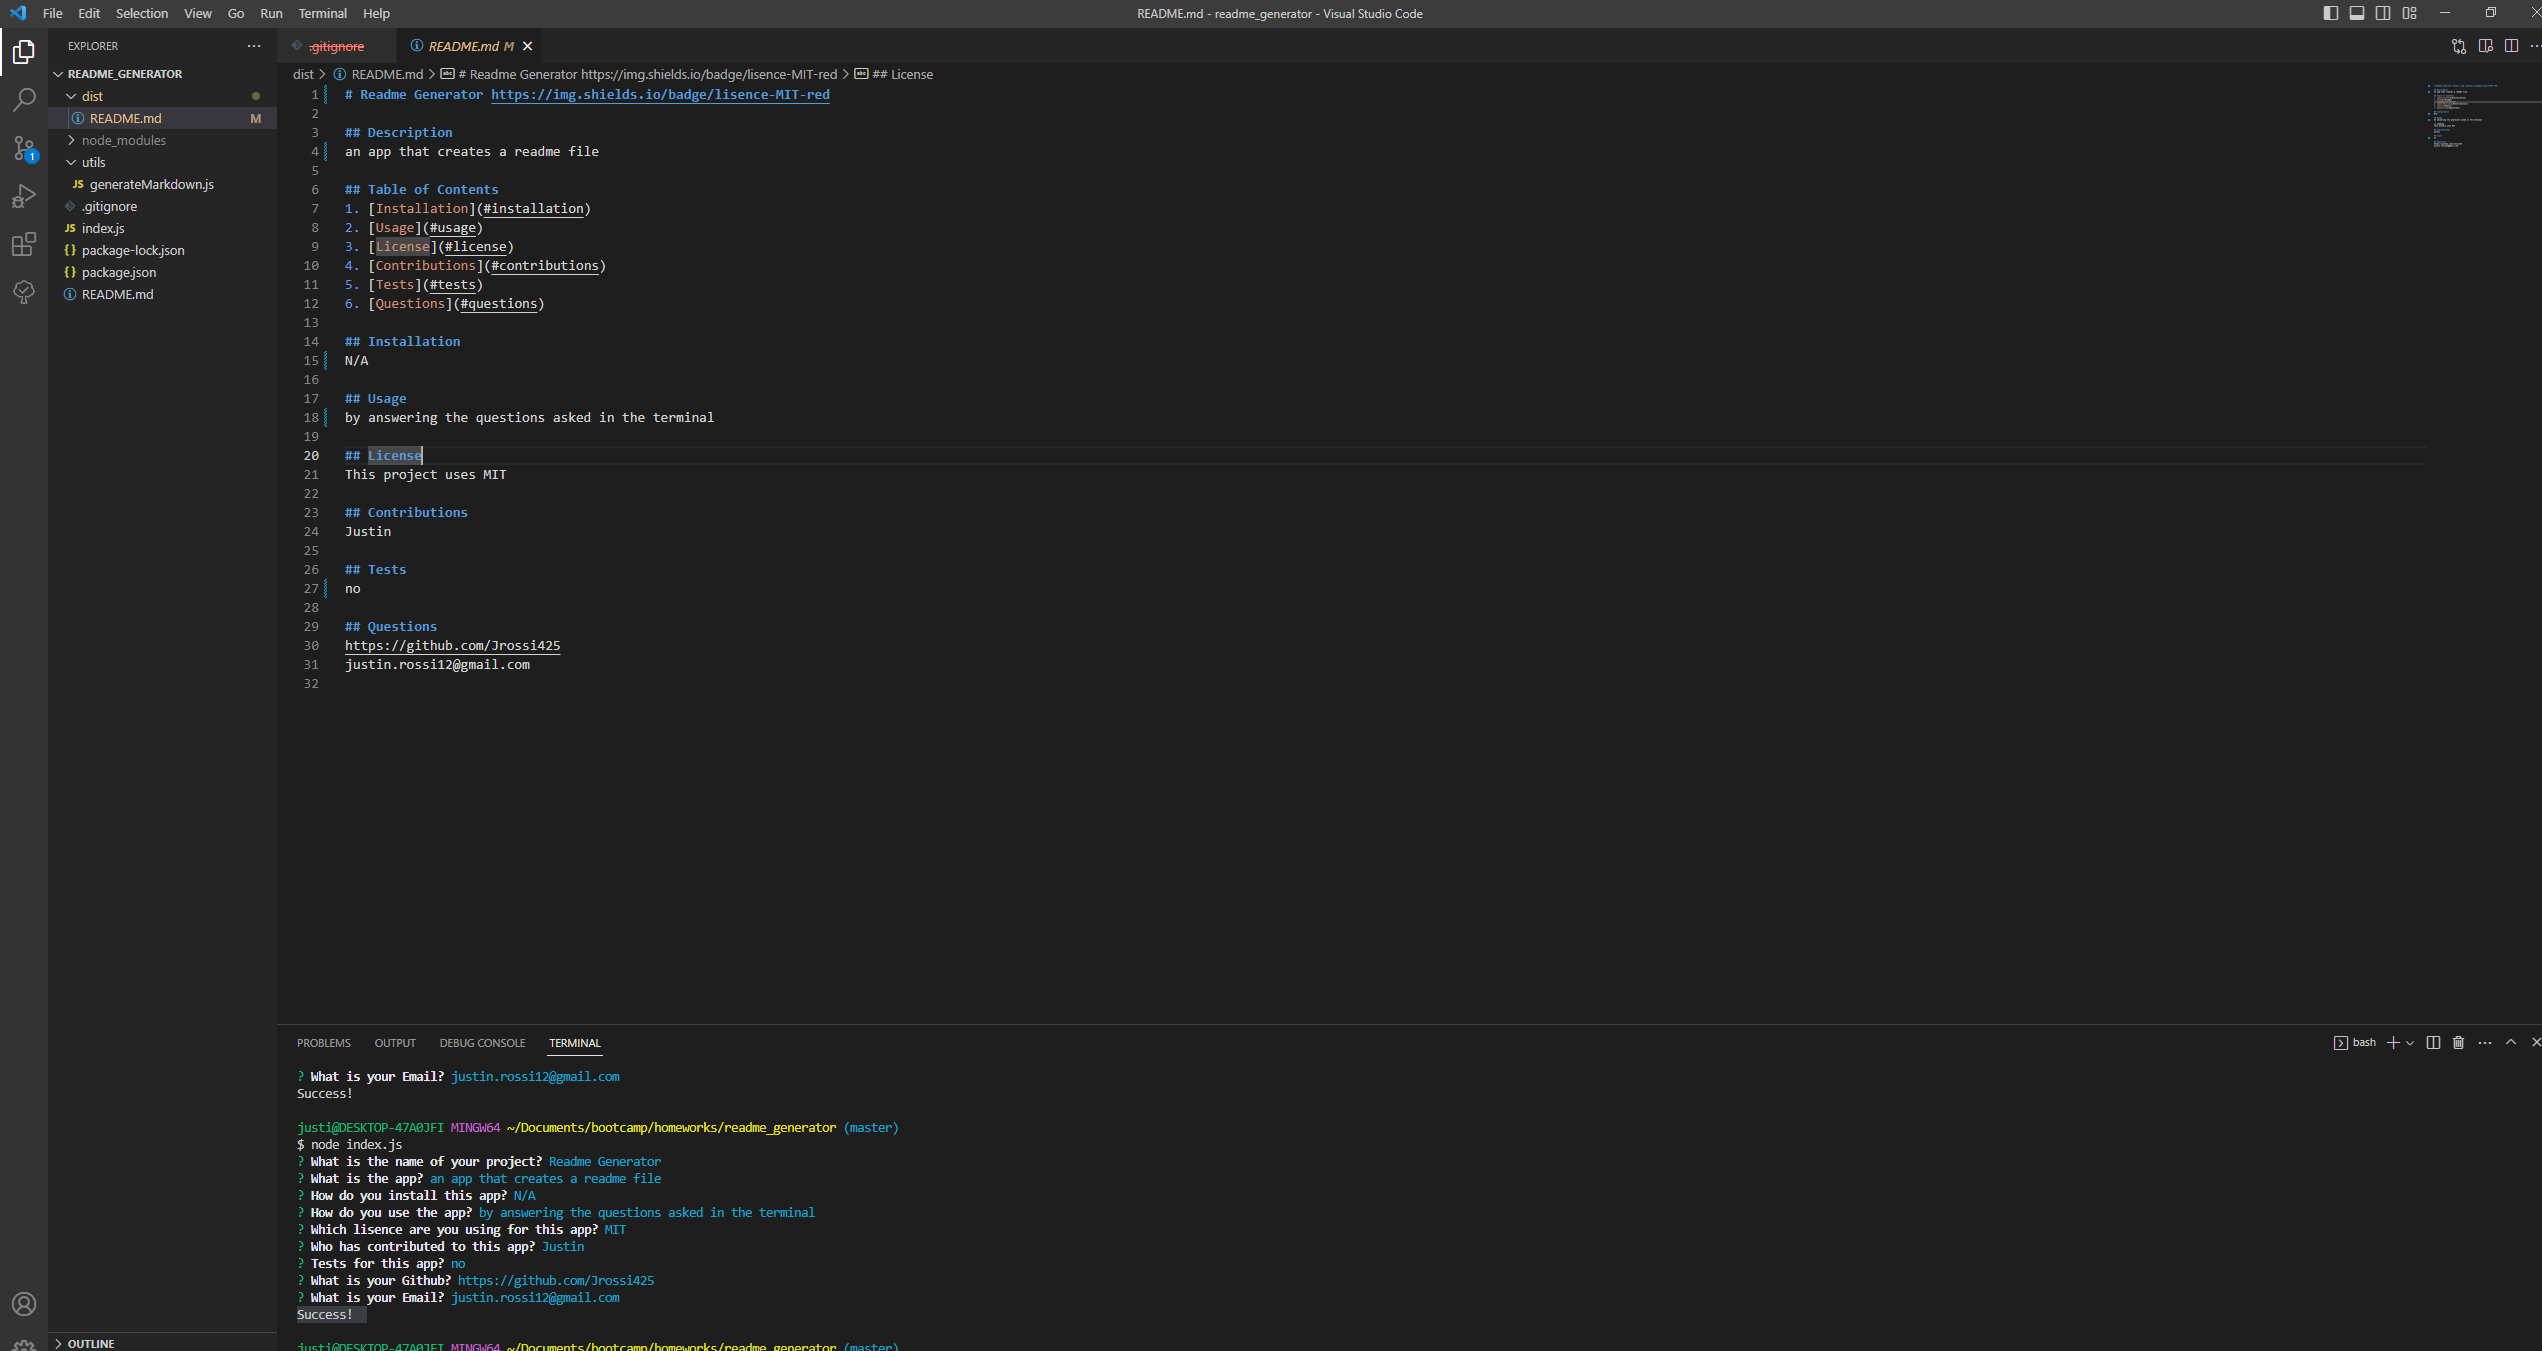 File Edit Selection View Go Run Terminal Help
README.md - readme_generator - Visual Studio Code
EXPLORER
README_GENERATOR
dist
README.md M
node_modules
utils
JS generateMarkdown.js
.gitignore
JS index.js
{} package-lock.json
{} package.json
README.md
OUTLINE
.gitignore
README.md M
dist > README.md > # Readme Generator https://img.shields.io/badge/lisence-MIT-red > ## License
1 # Readme Generator https://img.shields.io/badge/lisence-MIT-red
2
3 ## Description
4 an app that creates a readme file
5
6 ## Table of Contents
7 1. [Installation](#installation)
8 2. [Usage](#usage)
9 3. [License](#license)
10 4. [Contributions](#contributions)
11 5. [Tests](#tests)
12 6. [Questions](#questions)
13
14 ## Installation
15 N/A
16
17 ## Usage
18 by answering the questions asked in the terminal
19
20 ## License
21 This project uses MIT
22
23 ## Contributions
24 Justin
25
26 ## Tests
27 no
28
29 ## Questions
30 https://github.com/Jrossi425
31 justin.rossi12@gmail.com
32
PROBLEMS OUTPUT DEBUG CONSOLE TERMINAL
bash
? What is your Email? justin.rossi12@gmail.com
Success!
justi@DESKTOP-47A0JFI MINGW64 ~/Documents/bootcamp/homeworks/readme_generator (master)
$ node index.js
? What is the name of your project? Readme Generator
? What is the app? an app that creates a readme file
? How do you install this app? N/A
? How do you use the app? by answering the questions asked in the terminal
? Which lisence are you using for this app? MIT
? Who has contributed to this app? Justin
? Tests for this app? no
? What is your Github? https://github.com/Jrossi425
? What is your Email? justin.rossi12@gmail.com
Success!
justi@DESKTOP-47A0JFI MINGW64 ~/Documents/bootcamp/homeworks/readme_generator (master)